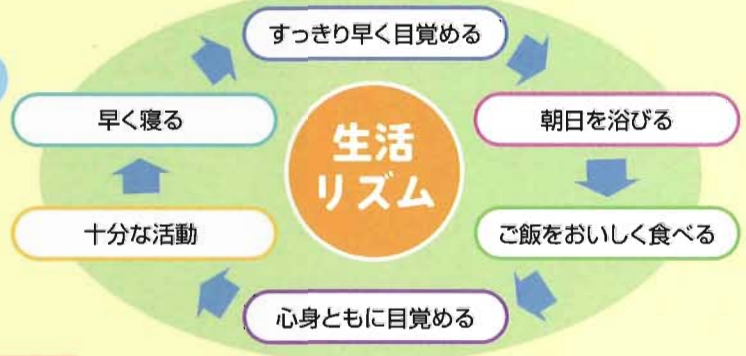 すっきり早く目覚める
早く寝る
朝日を浴びる
生活
リズム
十分な活動
ご飯をおいしく食べる
心身ともに目覚める